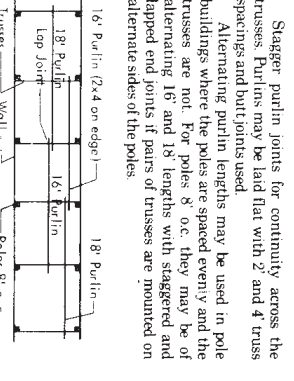 Stagger purlin joints for continuity across the
trusses. Purlins may be laid flat with 2' and 4' truss
spacings and butt joints used.
Alternating purlin lengths may be used in pole
buildings where the poles are spaced evenly and the
trusses are not. For poles 8' o.c. they may be of
alternating 16' and 18' lengths with staggered and
lapped end joints if pairs of trusses are mounted on
alternate sides of the poles.
16' Purlin (2x4 on edge)
18' Purlin
18' Purlin
Lap Joint
16' Purlin
Trusses
Wall
Poles 8' o.c.